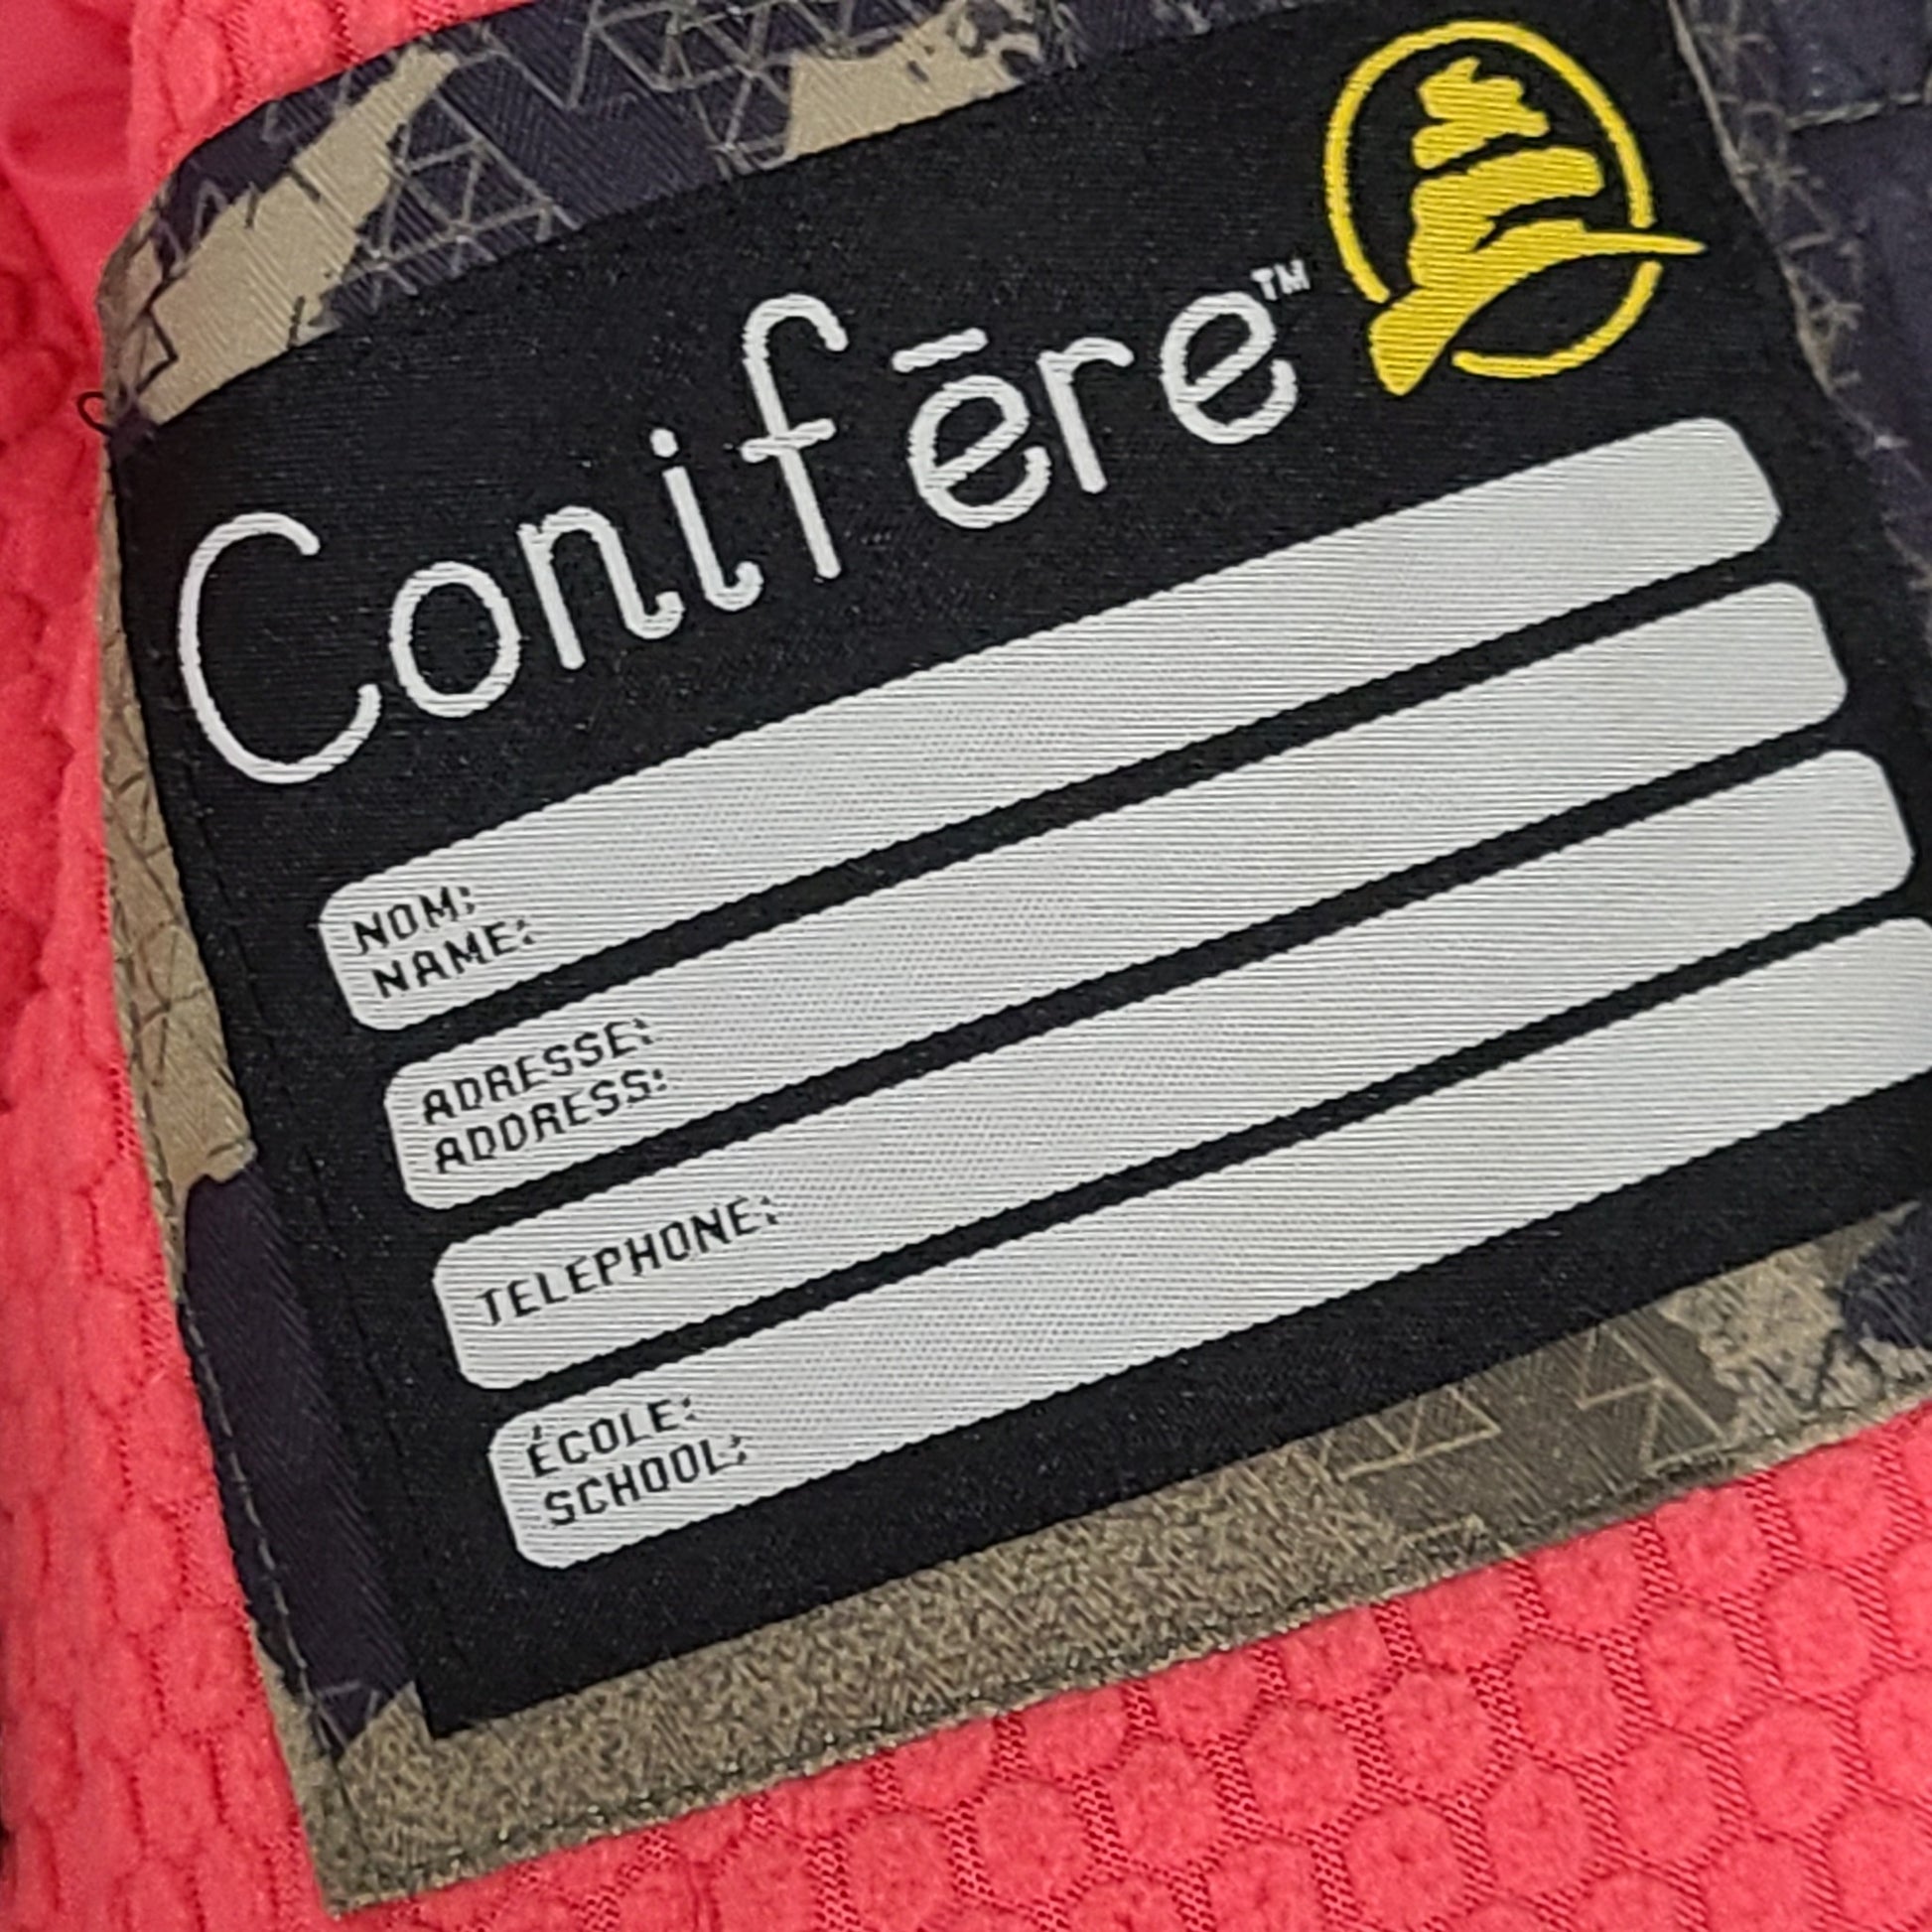 Conifēre™
NOM:
NAME:
ADRESSE:
ADDRESS:
TELEPHONE:
ÉCOLE:
SCHOOL: